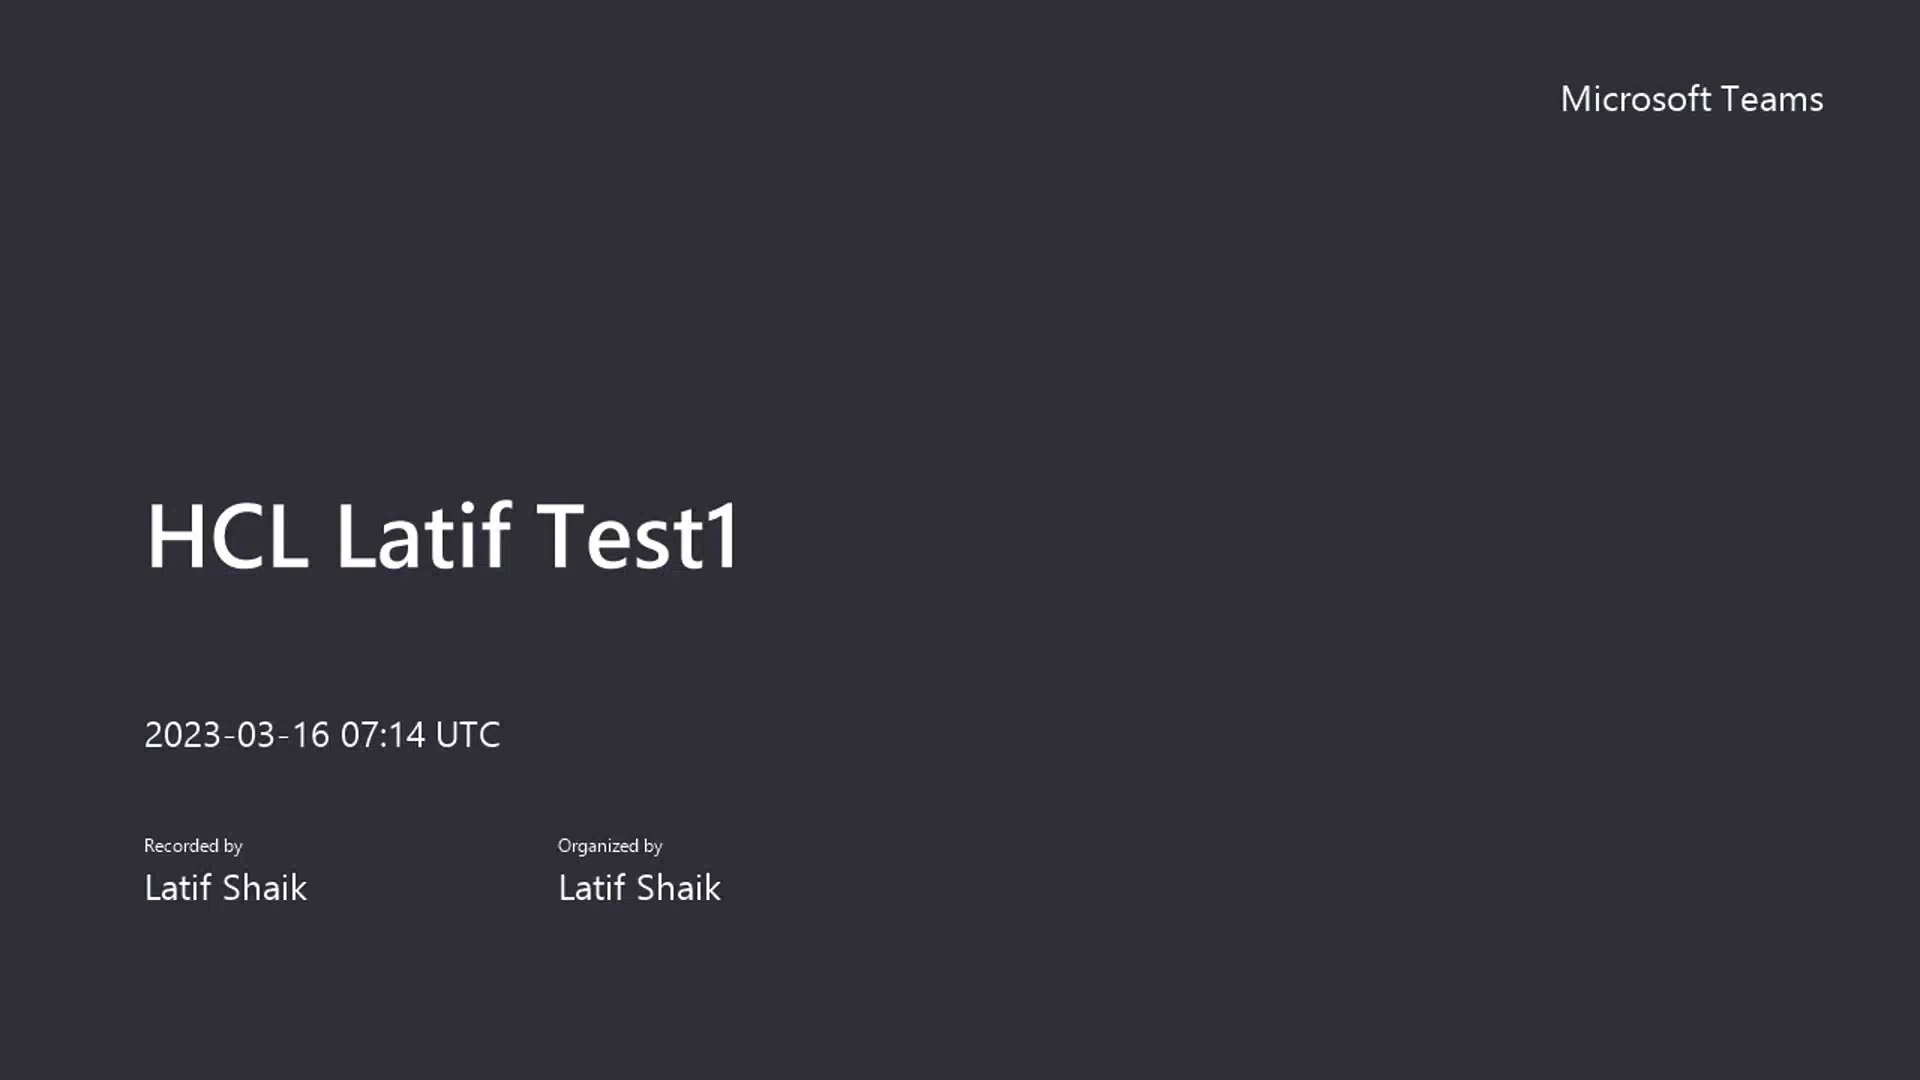 Microsoft Teams
HCL Latif Test1
2023-03-16 07:14 UTC
Recorded by
Latif Shaik
Organized by
Latif Shaik